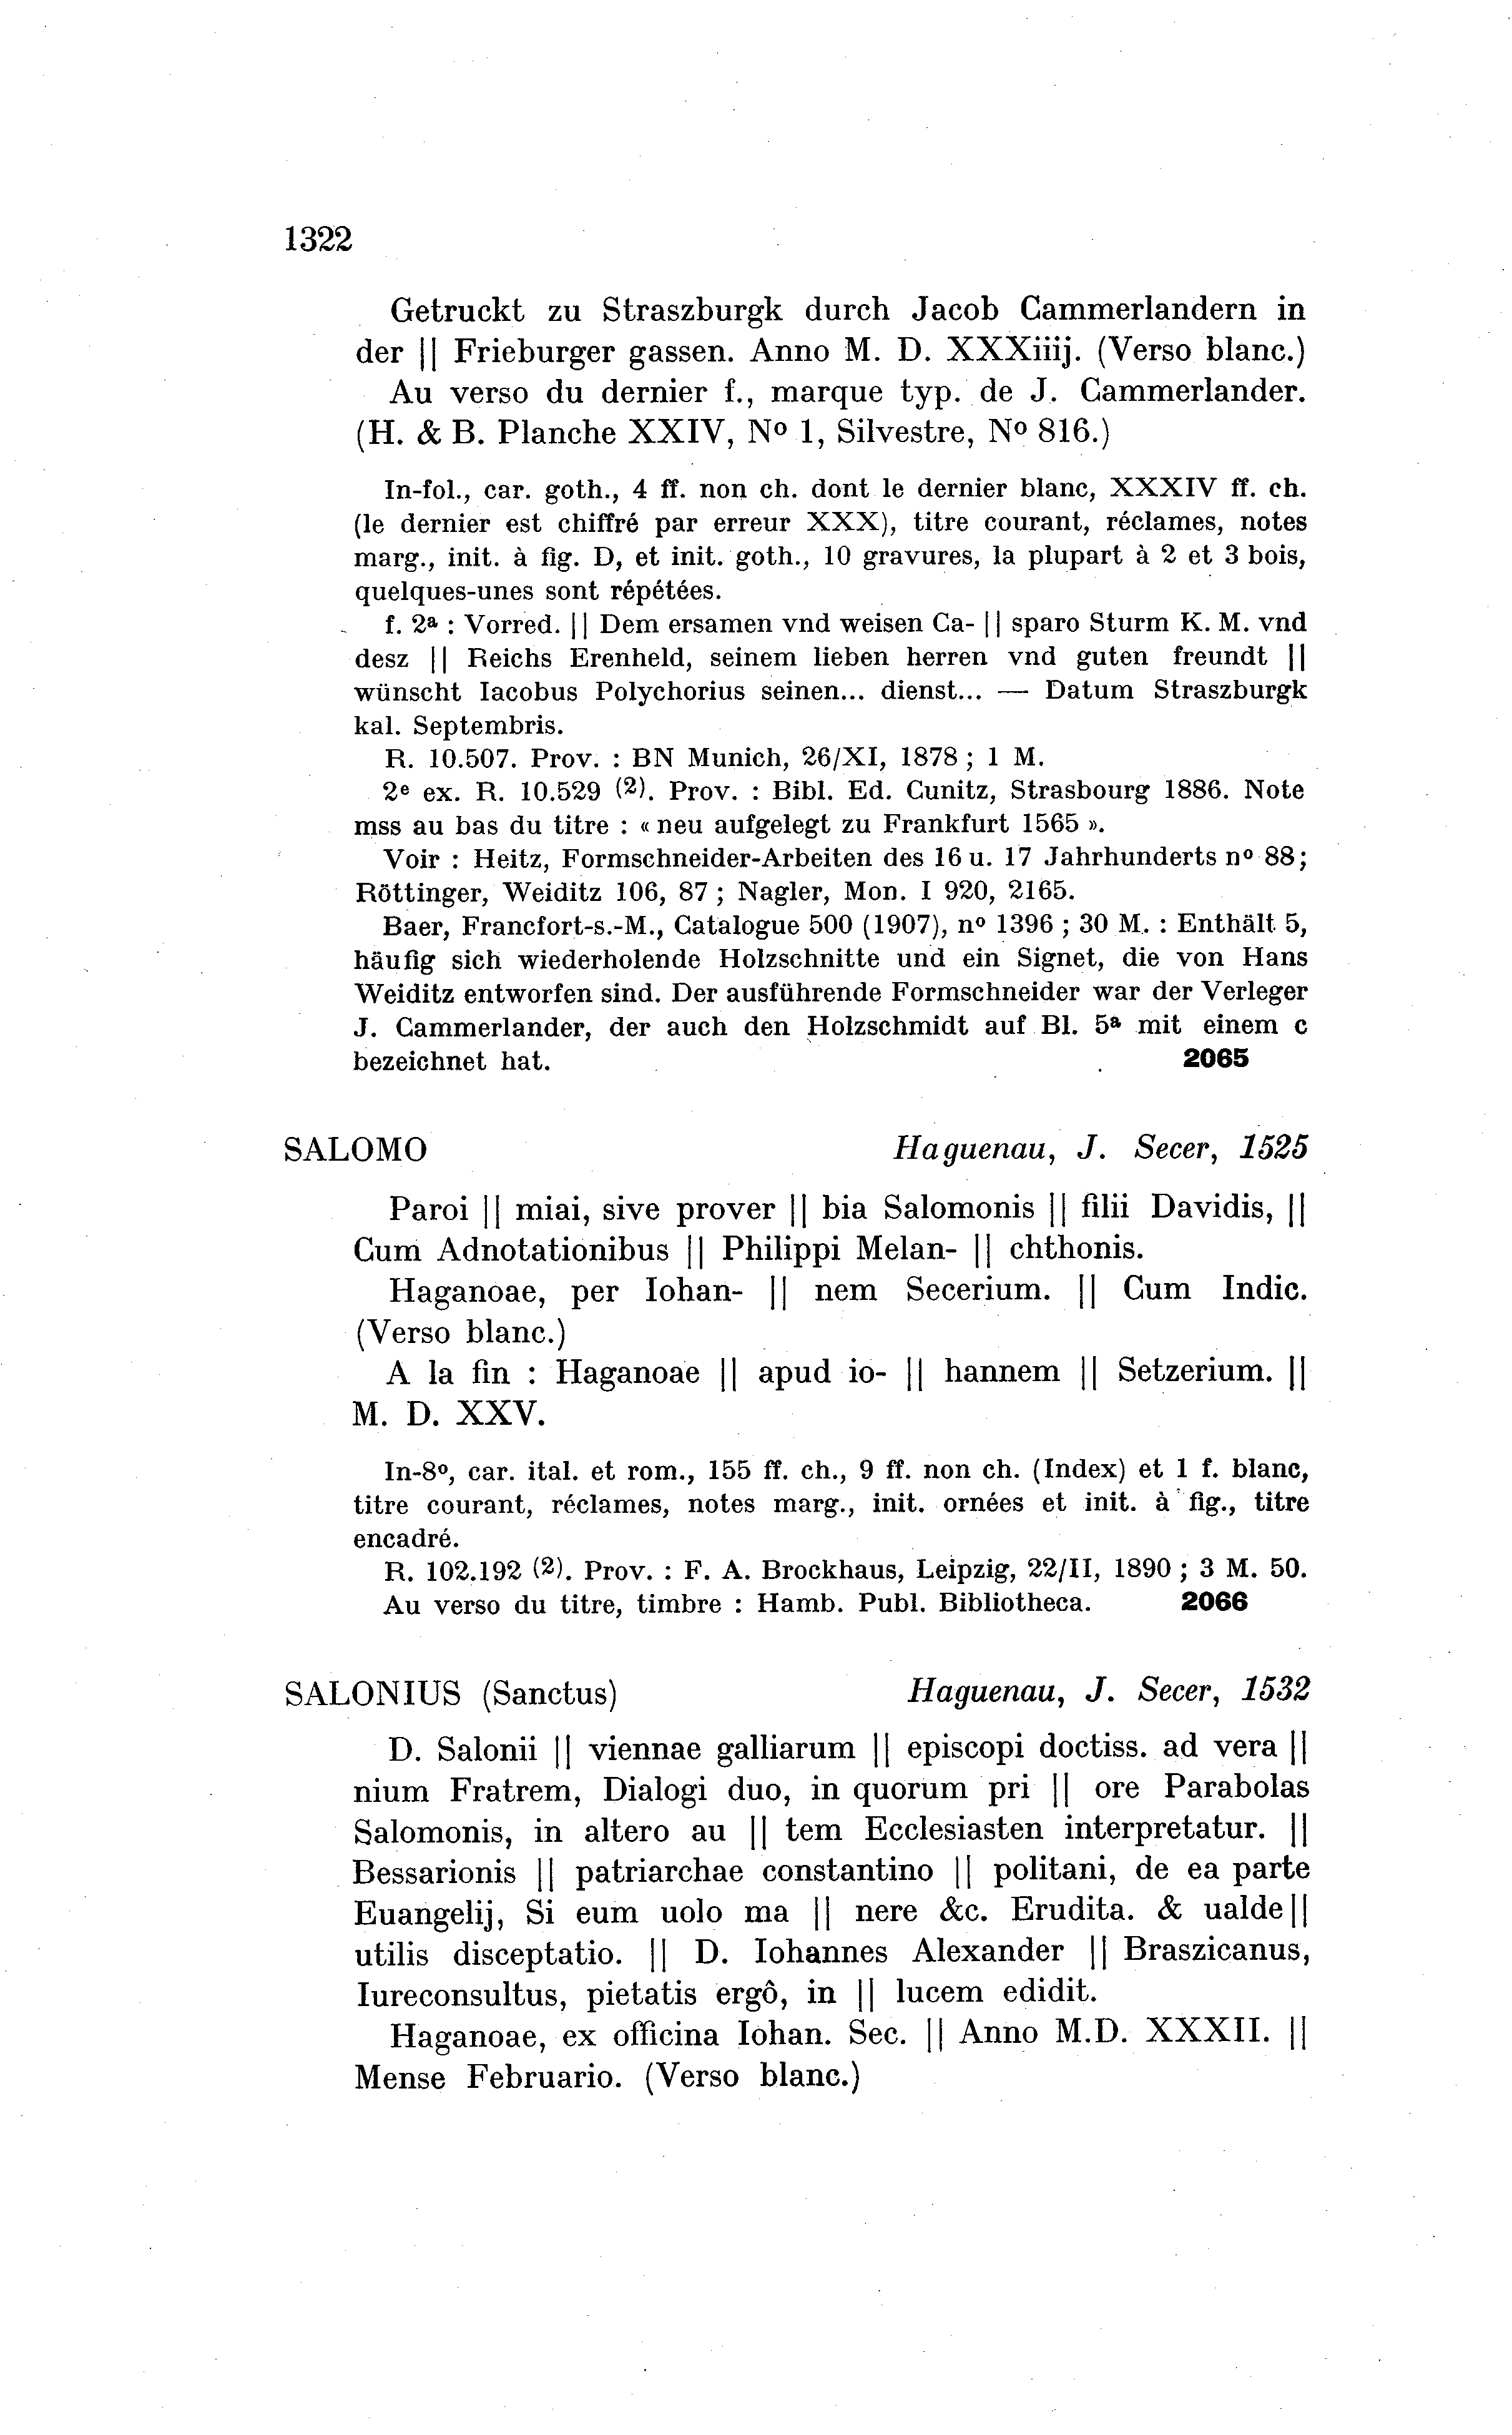 1322
Getruckt zu Straszburgk durch Jacob Cammerlandern in
der || Frieburger gassen. Anno M. D. XXXiiij. (Verso blanc.)
Au verso du dernier f., marque typ. de J. Cammerlander.
(H. & B. Planche XXIV, Nº 1, Silvestre, Nº 816.)
In-fol., car. goth., 4 ff. non ch. dont le dernier blanc, XXXIV ff. ch.
(le dernier est chiffré par erreur XXX), titre courant, réclames, notes
marg., init. à fig. D, et init. goth., 10 gravures, la plupart à 2 et 3 bois,
quelques-unes sont répétées.
f. 2ª : Vorred. || Dem ersamen vnd weisen Ca- || sparo Sturm K. M. vnd
desz || Reichs Erenheld, seinem lieben herren vnd guten freundt ||
wünscht Iacobus Polychorius seinen... dienst... — Datum Straszburgk
kal. Septembris.
R. 10.507. Prov. : BN Munich, 26/XI, 1878 ; 1 M.
2e ex. R. 10.529 (2). Prov. : Bibl. Ed. Cunitz, Strasbourg 1886. Note
mss au bas du titre : « neu aufgelegt zu Frankfurt 1565 ».
Voir : Heitz, Formschneider-Arbeiten des 16 u. 17 Jahrhunderts nº 88;
Röttinger, Weiditz 106, 87 ; Nagler, Mon. I 920, 2165.
Baer, Francfort-s.-M., Catalogue 500 (1907), nº 1396 ; 30 M. : Enthält 5,
häufig sich wiederholende Holzschnitte und ein Signet, die von Hans
Weiditz entworfen sind. Der ausführende Formschneider war der Verleger
J. Cammerlander, der auch den Holzschmidt auf Bl. 5ª mit einem c
bezeichnet hat. 2065
SALOMO Haguenau, J. Secer, 1525
Paroi || miai, sive prover || bia Salomonis || filii Davidis, ||
Cum Adnotationibus || Philippi Melan- || chthonis.
Haganoae, per Iohan- || nem Secerium. || Cum Indic.
(Verso blanc.)
A la fin : Haganoae || apud io- || hannem || Setzerium. ||
M. D. XXV.
In-8º, car. ital. et rom., 155 ff. ch., 9 ff. non ch. (Index) et 1 f. blanc,
titre courant, réclames, notes marg., init. ornées et init. à fig., titre
encadré.
R. 102.192 (2). Prov. : F. A. Brockhaus, Leipzig, 22/II, 1890 ; 3 M. 50.
Au verso du titre, timbre : Hamb. Publ. Bibliotheca. 2066
SALONIUS (Sanctus) Haguenau, J. Secer, 1532
D. Salonii || viennae galliarum || episcopi doctiss. ad vera ||
nium Fratrem, Dialogi duo, in quorum pri || ore Parabolas
Salomonis, in altero au || tem Ecclesiasten interpretatur. ||
Bessarionis || patriarchae constantino || politani, de ea parte
Euangelij, Si eum uolo ma || nere &c. Erudita. & ualde||
utilis disceptatio. || D. Iohannes Alexander || Braszicanus,
Iureconsultus, pietatis ergô, in || lucem edidit.
Haganoae, ex officina Iohan. Sec. || Anno M.D. XXXII. ||
Mense Februario. (Verso blanc.)